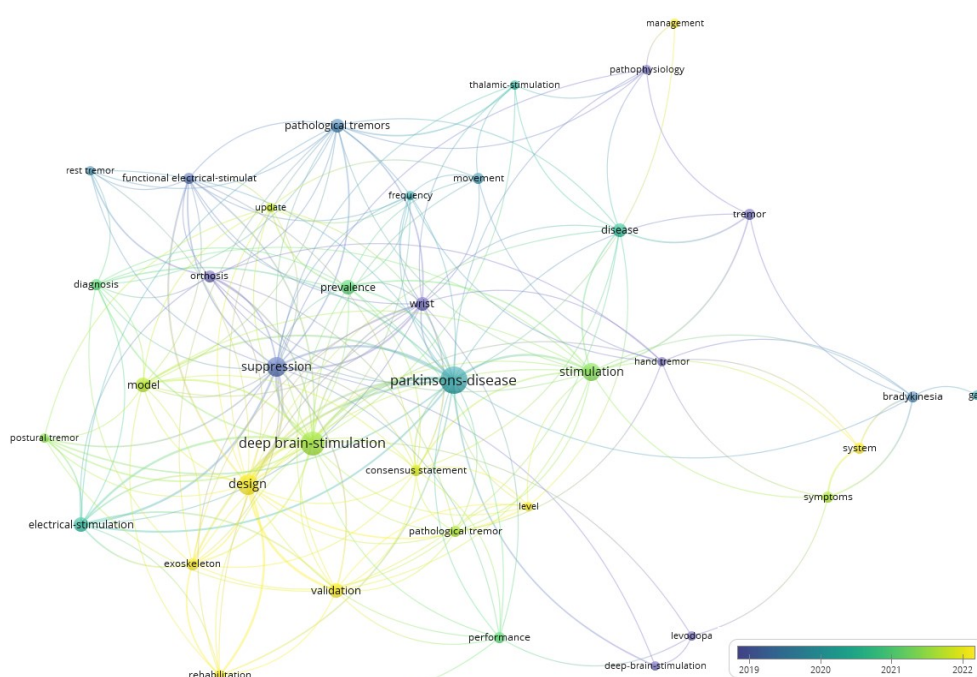 management
pathophysiology
thalamic-stimulation
pathological tremors
rest tremor
functional electrical-stimulat
movement
frequency
update
tremor
disease
diagnosis
orthosis
prevalence
wrist
suppression
parkinsons-disease
stimulation
hand tremor
model
bradykinesia
postural tremor
deep brain-stimulation
system
consensus statement
design
symptoms
level
electrical-stimulation
pathological tremor
exoskeleton
validation
performance
levodopa
deep-brain-stimulation
rehabilitation
2019 2020 2021 2022